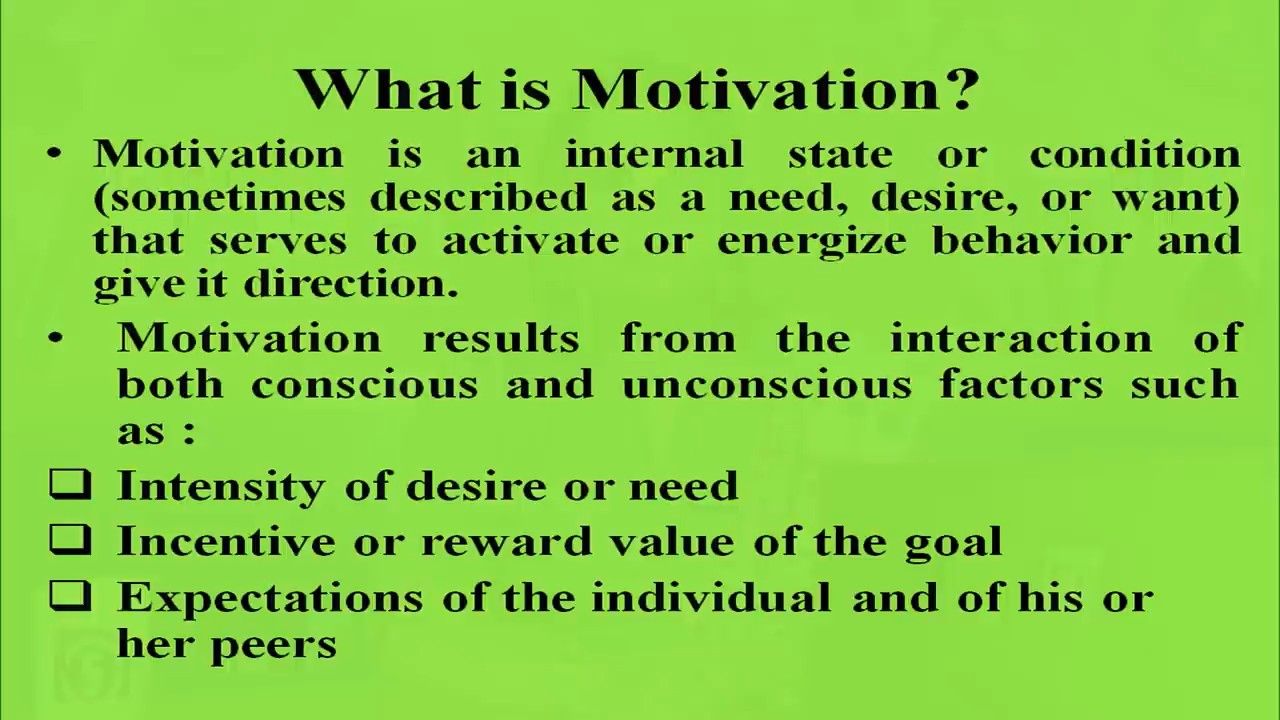 What is Motivation?
• Motivation is an internal state or condition
(sometimes described as a need, desire, or want)
that serves to activate or energize behavior and
give it direction.
• Motivation results from the interaction of
both conscious and unconscious factors such
as :
❑ Intensity of desire or need
❑ Incentive or reward value of the goal
❑ Expectations of the individual and of his or
her peers